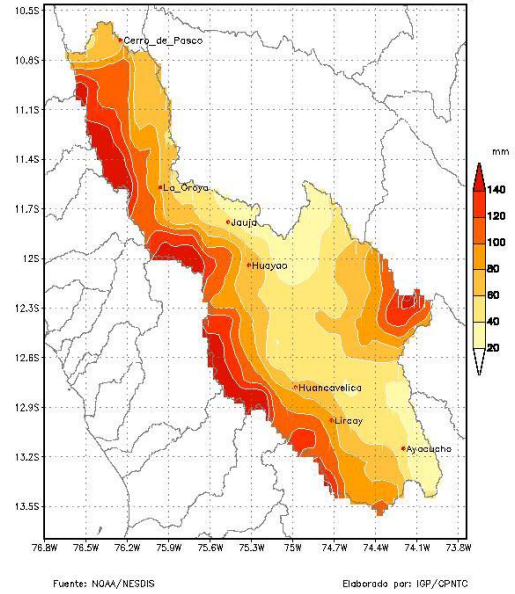 10.5S
Cerro_de_Pasco
10.8S
11.1S
mm
11.4S
140
La_Oroya
120
11.7S
Jauja
100
12S
Huayao
80
60
12.3S
40
20
12.6S
Huancavelica
12.9S
Lircay
13.2S
Ayacucho
13.5S
76.8W 76.5W 76.2W 75.9W 75.6W 75.3W 75W 74.7W 74.4W 74.1W 73.8W
Fuente: NOAA/NESDIS Elaborado por: IGP/CPNTC